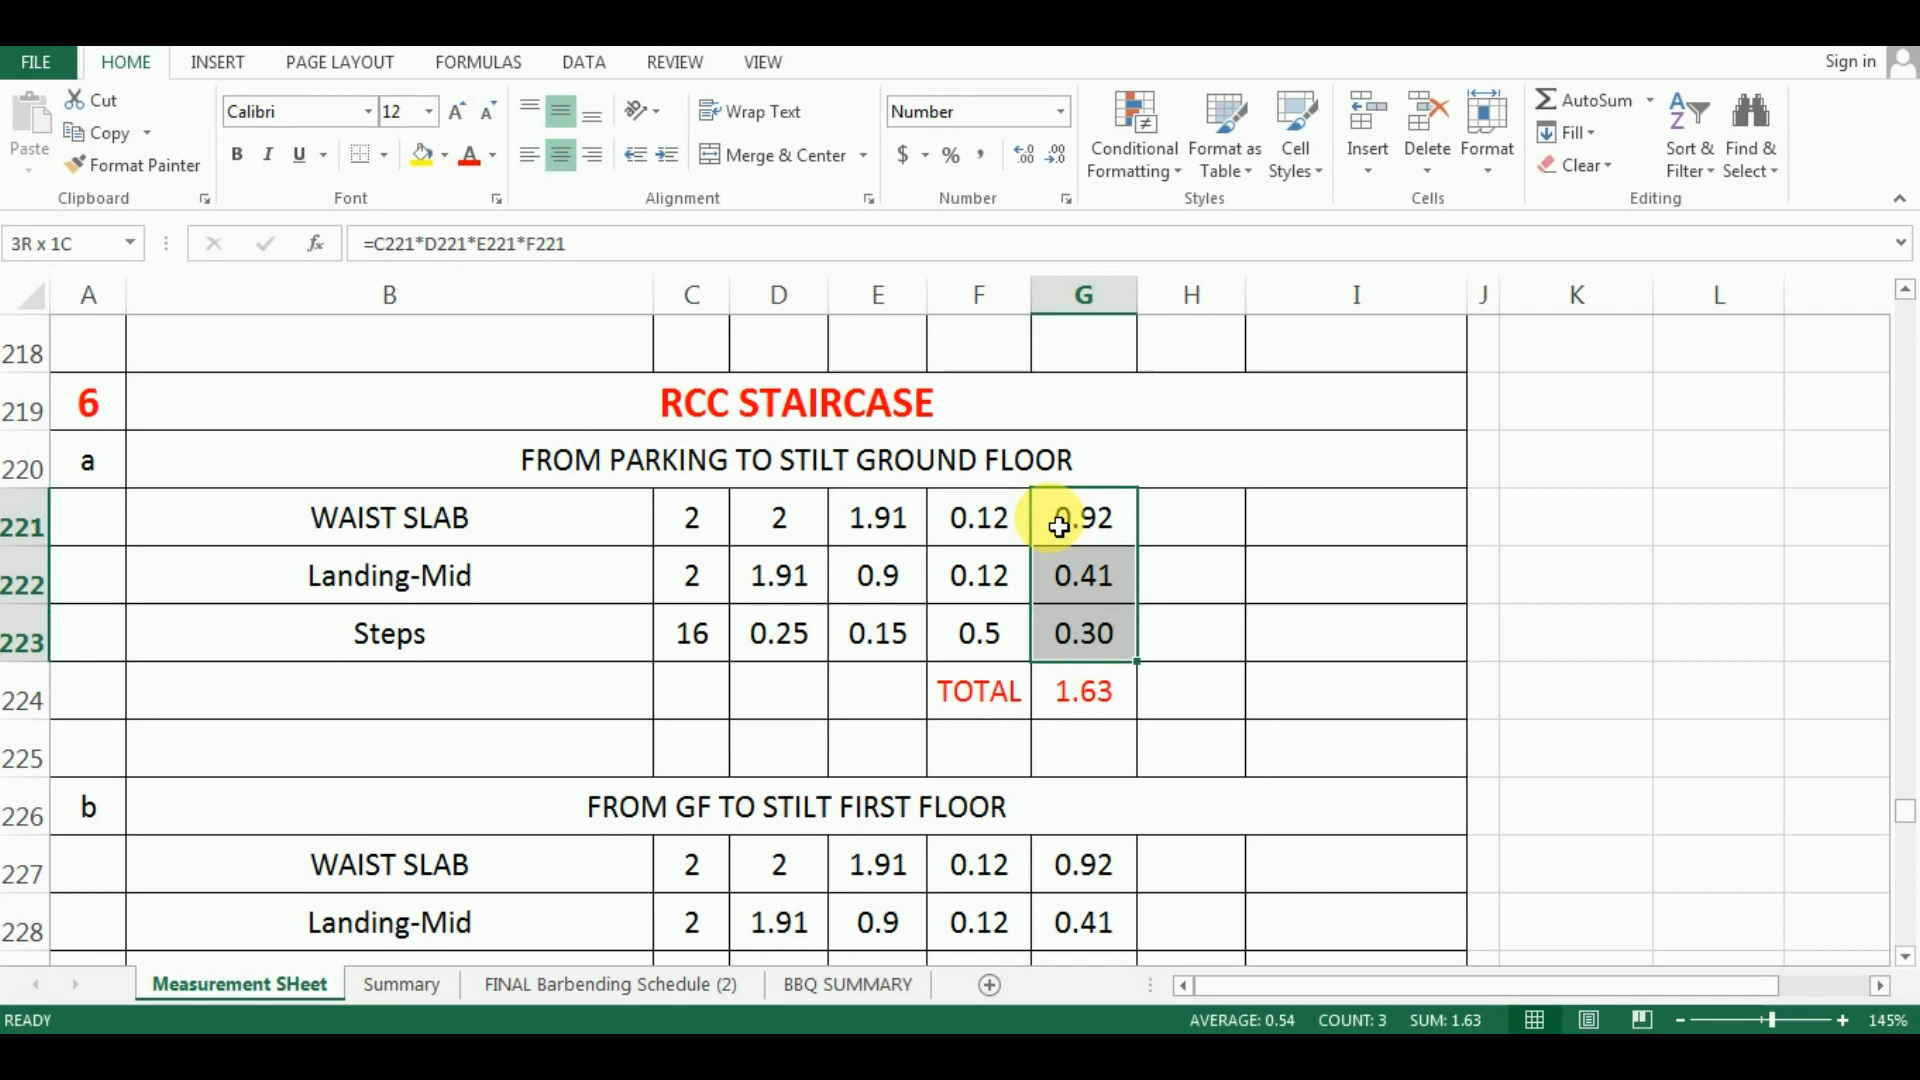 FILE HOME INSERT PAGE LAYOUT FORMULAS DATA REVIEW VIEW Sign in
Paste
Cut
Copy
Format Painter
Clipboard
Calibri 12
B I U
Font
Wrap Text
Merge & Center
Alignment
Number
$ % ,
Number
Conditional Formatting
Format as Table
Cell Styles
Styles
Insert Delete Format
Cells
AutoSum
Fill
Clear
Sort & Filter
Find & Select
Editing
3R x 1C fx =C221*D221*E221*F221
A B C D E F G H I J K L
218
219 6 RCC STAIRCASE
220 a FROM PARKING TO STILT GROUND FLOOR
221 WAIST SLAB 2 2 1.91 0.12 0.92
222 Landing-Mid 2 1.91 0.9 0.12 0.41
223 Steps 16 0.25 0.15 0.5 0.30
224 TOTAL 1.63
225
226 b FROM GF TO STILT FIRST FLOOR
227 WAIST SLAB 2 2 1.91 0.12 0.92
228 Landing-Mid 2 1.91 0.9 0.12 0.41
Measurement SHeet Summary FINAL Barbending Schedule (2) BBQ SUMMARY
READY AVERAGE: 0.54 COUNT: 3 SUM: 1.63 145%